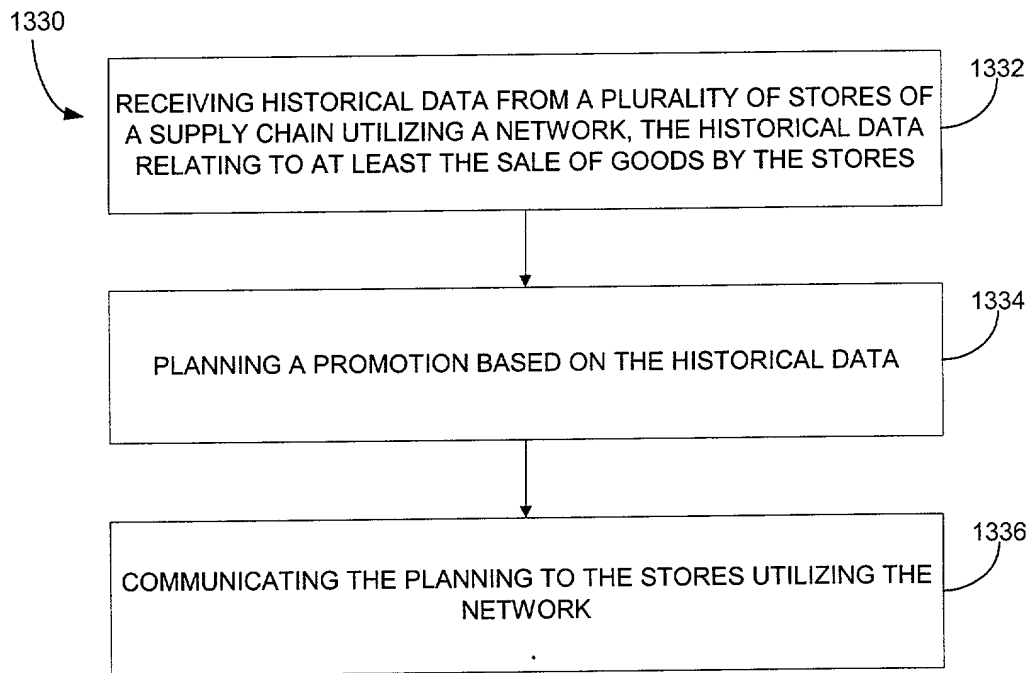 1330
1332
RECEIVING HISTORICAL DATA FROM A PLURALITY OF STORES OF
A SUPPLY CHAIN UTILIZING A NETWORK, THE HISTORICAL DATA
RELATING TO AT LEAST THE SALE OF GOODS BY THE STORES
1334
PLANNING A PROMOTION BASED ON THE HISTORICAL DATA
1336
COMMUNICATING THE PLANNING TO THE STORES UTILIZING THE
NETWORK